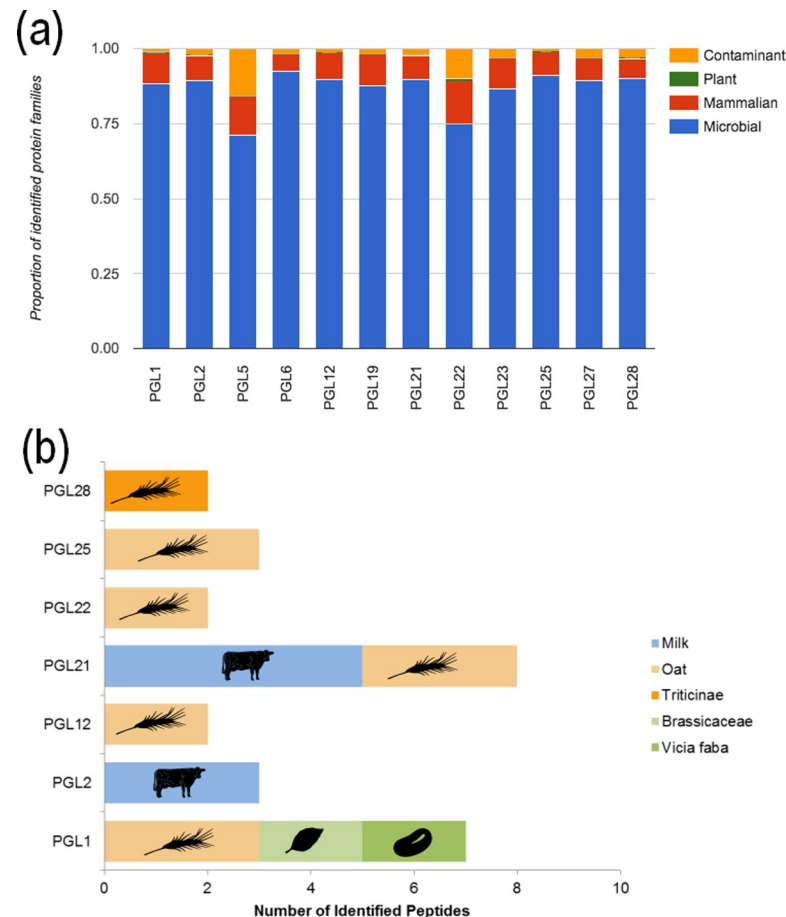 (a)
1.00
0.75
0.50
0.25
0.00
Proportion of identified protein families
Contaminant
Plant
Mammalian
Microbial
PGL1
PGL2
PGL5
PGL6
PGL12
PGL19
PGL21
PGL22
PGL23
PGL25
PGL27
PGL28
(b)
PGL28
PGL25
PGL22
PGL21
PGL12
PGL2
PGL1
Milk
Oat
Triticinae
Brassicaceae
Vicia faba
0 2 4 6 8 10
Number of Identified Peptides